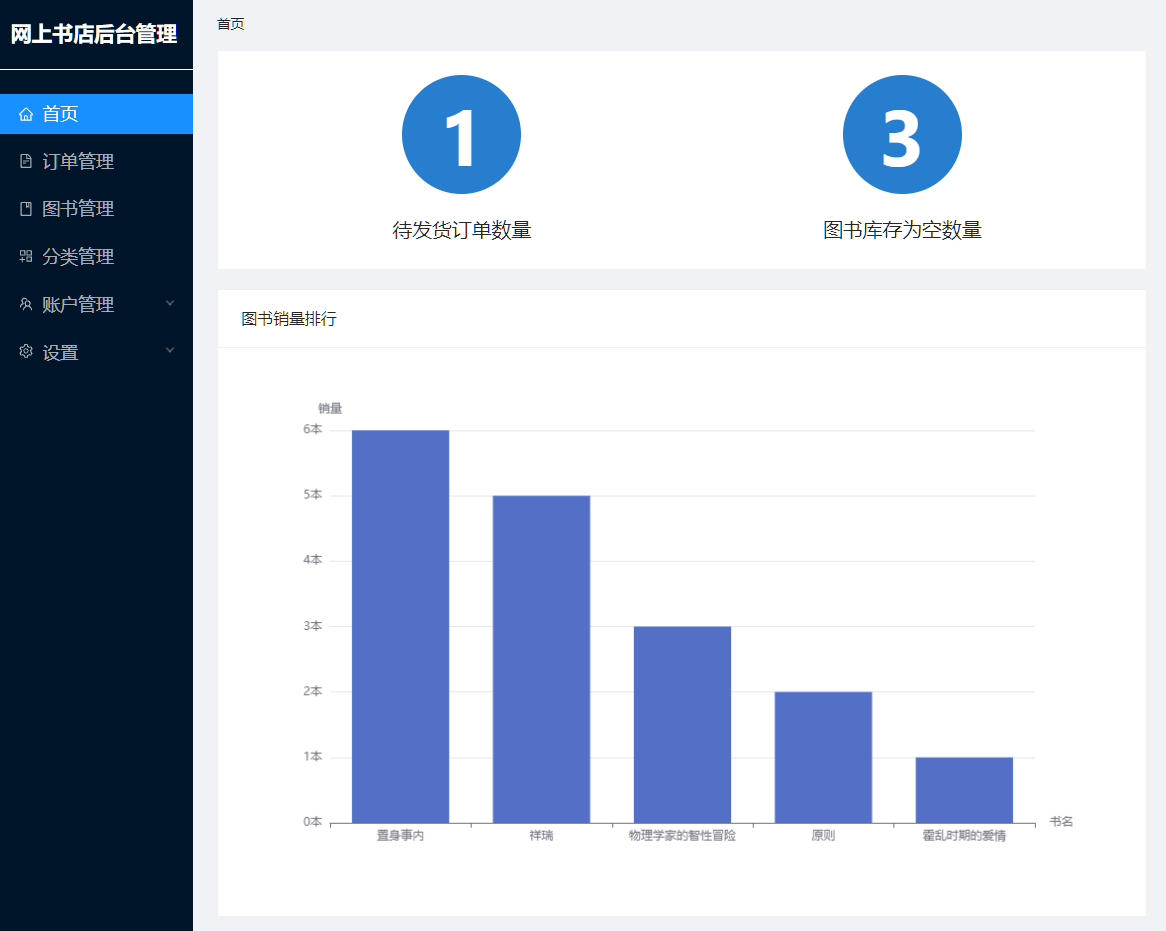 网上书店后台管理
首页
订单管理
图书管理
分类管理
账户管理
设置
首页
1
待发货订单数量
3
图书库存为空数量
图书销量排行
销量
6本
5本
4本
3本
2本
1本
0本
置身事内
祥瑞
物理学家的智性冒险
原则
霍乱时期的爱情
书名